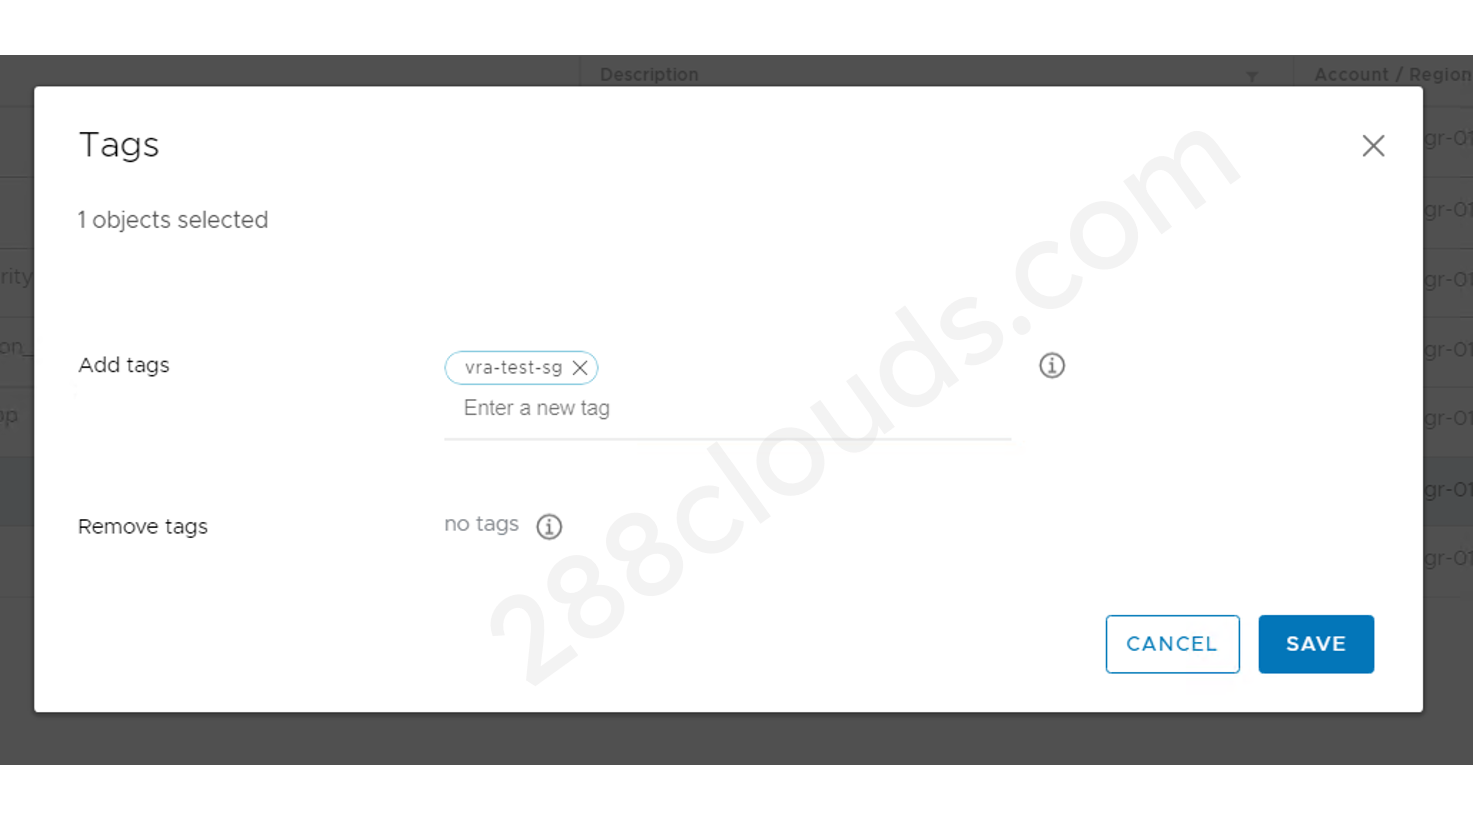 Description
Account / Region
Tags
1 objects selected
Add tags
vra-test-sg
Enter a new tag
Remove tags
no tags
CANCEL
SAVE
gr-01
gr-01
rity
gr-01
on_
gr-01
op
gr-01
gr-01
gr-01
288clouds.com